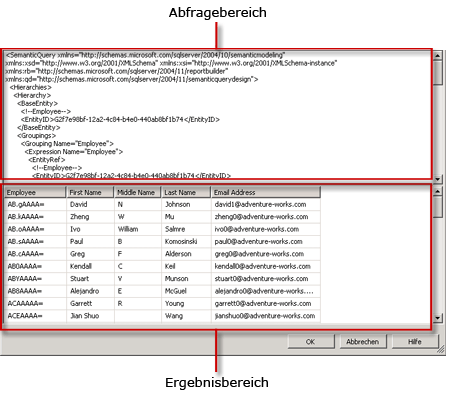 Abfragebereich
<SemanticQuery xmlns="http://schemas.microsoft.com/sqlserver/2004/10/semanticmodeling"
xmlns:xsd="http://www.w3.org/2001/XMLSchema" xmlns:xsi="http://www.w3.org/2001/XMLSchema-instance"
xmlns:rb="http://schemas.microsoft.com/sqlserver/2004/11/reportbuilder"
xmlns:qd="http://schemas.microsoft.com/sqlserver/2004/11/semanticquerydesign">
<Hierarchies>
<Hierarchy>
<BaseEntity>
<!--Employee-->
<EntityID>G2f7e98bf-12a2-4c84-b4e0-440ab8bf1b74</EntityID>
</BaseEntity>
<Groupings>
<Grouping Name="Employee">
<Expression Name="Employee">
<EntityRef>
<!--Employee-->
<EntityID>G2f7e98bf-12a2-4c84-b4e0-440ab8bf1b74</EntityID>
Employee First Name Middle Name Last Name Email Address
AB.gAAAA= David N Johnson david1@adventure-works.com
AB.kAAAA= Zheng W Mu zheng0@adventure-works.com
AB.oAAAA= Ivo William Salmre ivo0@adventure-works.com
AB.sAAAA= Paul B Komosinski paul0@adventure-works.com
AB.cAAAA= Greg F Alderson greg0@adventure-works.com
AB0AAAA= Kendall C Keil kendall0@adventure-works.com
ABYAAAA= Stuart V Munson stuart0@adventure-works.com
AB8AAAA= Alejandro E McGuel alejandro0@adventure-works....
ACAAAAA= Garrett R Young garrett0@adventure-works.com
ACEAAAA= Jian Shuo Wang jianshuo0@adventure-works.com
OK Abbrechen Hilfe
Ergebnisbereich